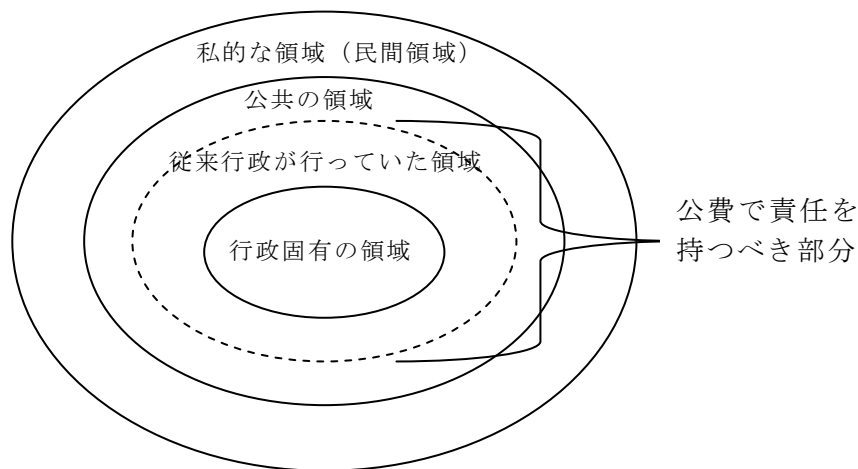 私的な領域（民間領域）
公共の領域
従来行政が行っていた領域
行政固有の領域
公費で責任を
持つべき部分